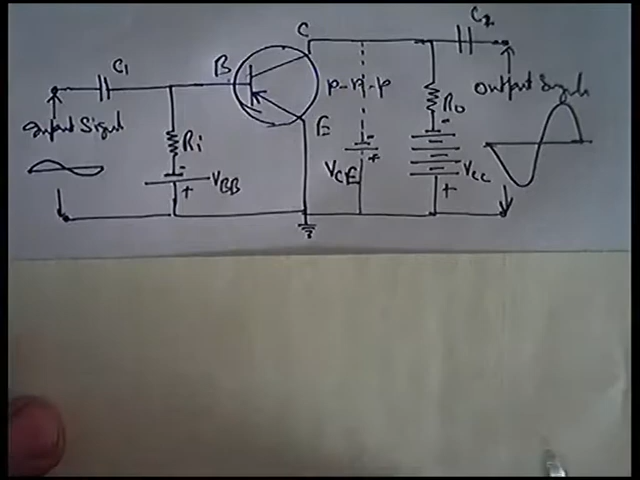 C
C2
C1
B
p-n-p
Output Signal
Input Signal
Ri
E
Ro
-
+
VBB
-
+
VCE
-
+
VCC